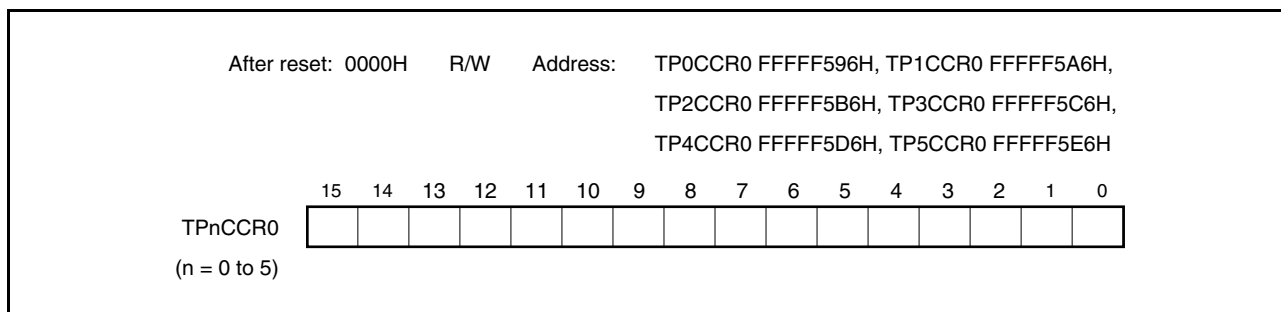 After reset: 0000H R/W Address: TP0CCR0 FFFFF596H, TP1CCR0 FFFFF5A6H,
TP2CCR0 FFFFF5B6H, TP3CCR0 FFFFF5C6H,
TP4CCR0 FFFFF5D6H, TP5CCR0 FFFFF5E6H
15 14 13 12 11 10 9 8 7 6 5 4 3 2 1 0
TPnCCR0
(n = 0 to 5)